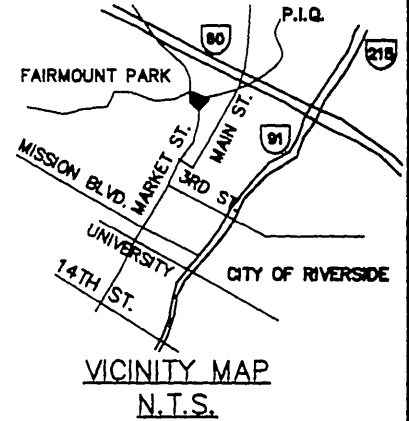 P.I.Q.
60
215
FAIRMOUNT PARK
MARKET ST.
MAIN ST.
91
MISSION BLVD.
3RD ST.
UNIVERSITY
CITY OF RIVERSIDE
14TH ST.
VICINITY MAP
N.T.S.